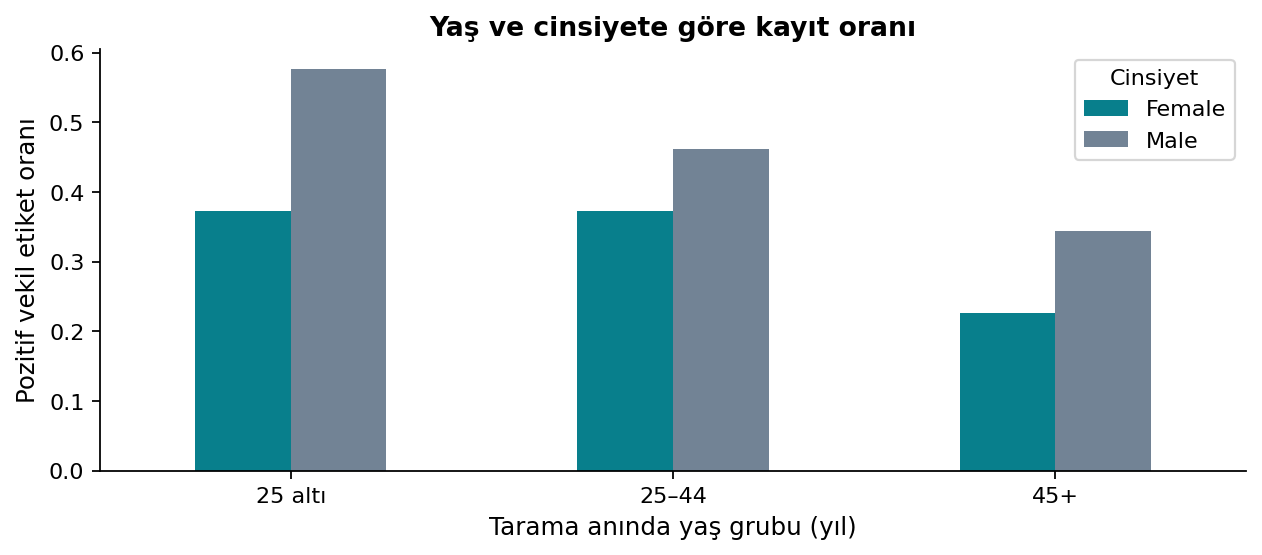 Yaş ve cinsiyete göre kayıt oranı
Pozitif vekil etiket oranı
0.6
0.5
0.4
0.3
0.2
0.1
0.0
Cinsiyet
Female
Male
25 altı
25–44
45+
Tarama anında yaş grubu (yıl)